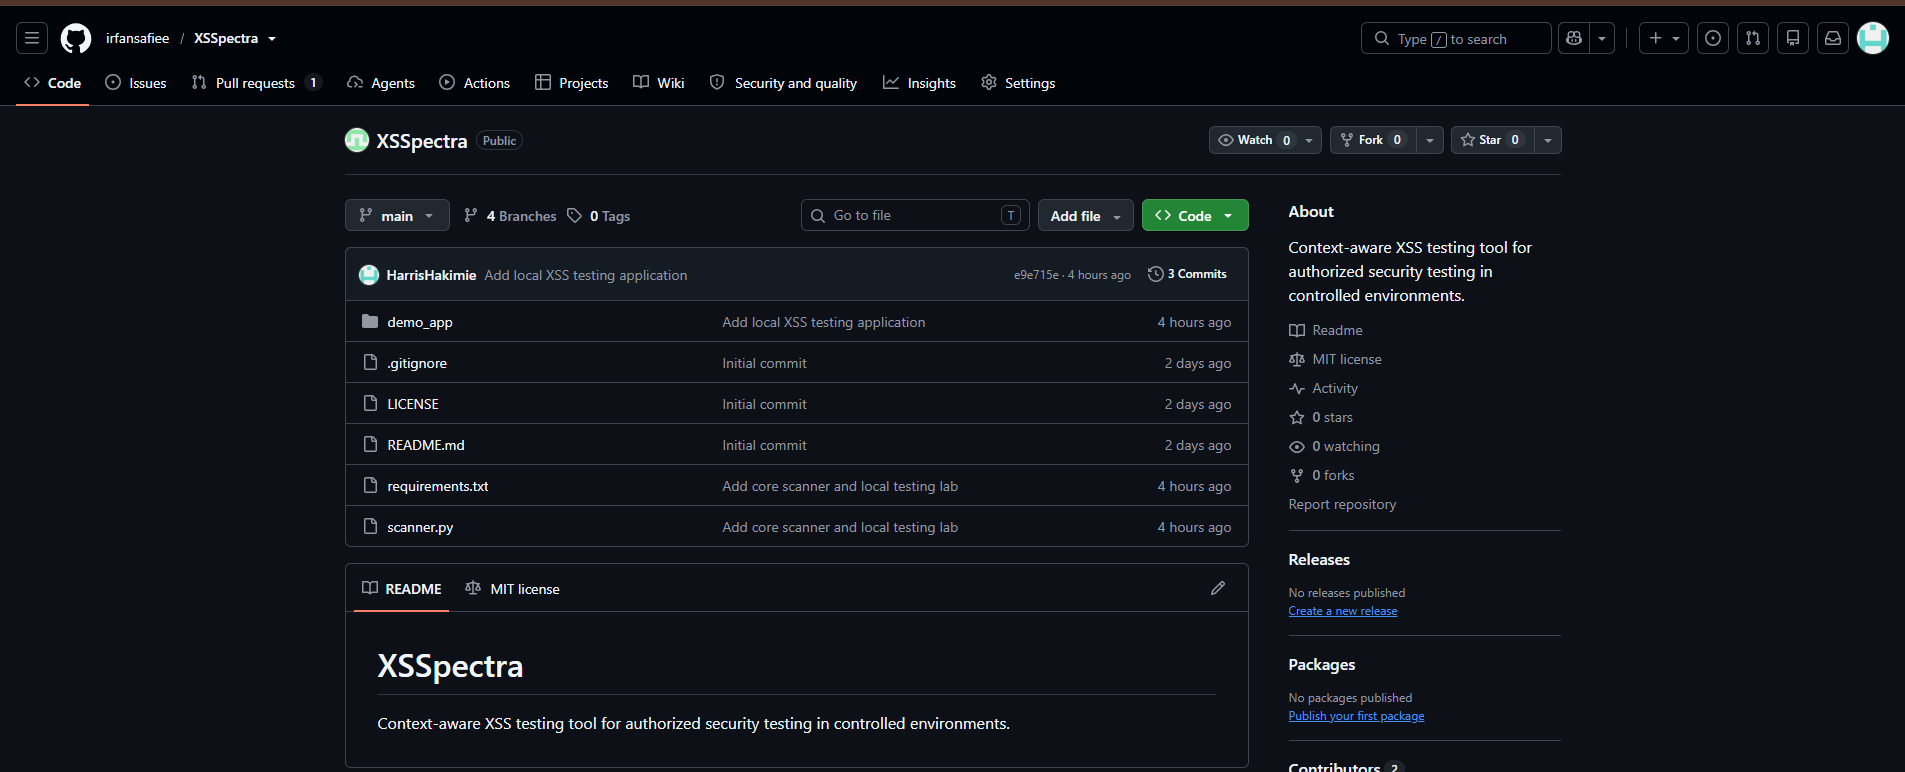 irfansafiee / XSSpectra
Type / to search
Code
Issues
Pull requests 1
Agents
Actions
Projects
Wiki
Security and quality
Insights
Settings
XSSpectra Public
Watch 0
Fork 0
Star 0
main
4 Branches
0 Tags
Go to file T
Add file
Code
HarrisHakimie Add local XSS testing application e9e715e · 4 hours ago 3 Commits
demo_app Add local XSS testing application 4 hours ago
.gitignore Initial commit 2 days ago
LICENSE Initial commit 2 days ago
README.md Initial commit 2 days ago
requirements.txt Add core scanner and local testing lab 4 hours ago
scanner.py Add core scanner and local testing lab 4 hours ago
README MIT license
XSSpectra
Context-aware XSS testing tool for authorized security testing in controlled environments.
About
Context-aware XSS testing tool for
authorized security testing in
controlled environments.
Readme
MIT license
Activity
0 stars
0 watching
0 forks
Report repository
Releases
No releases published
Create a new release
Packages
No packages published
Publish your first package
Contributors 2